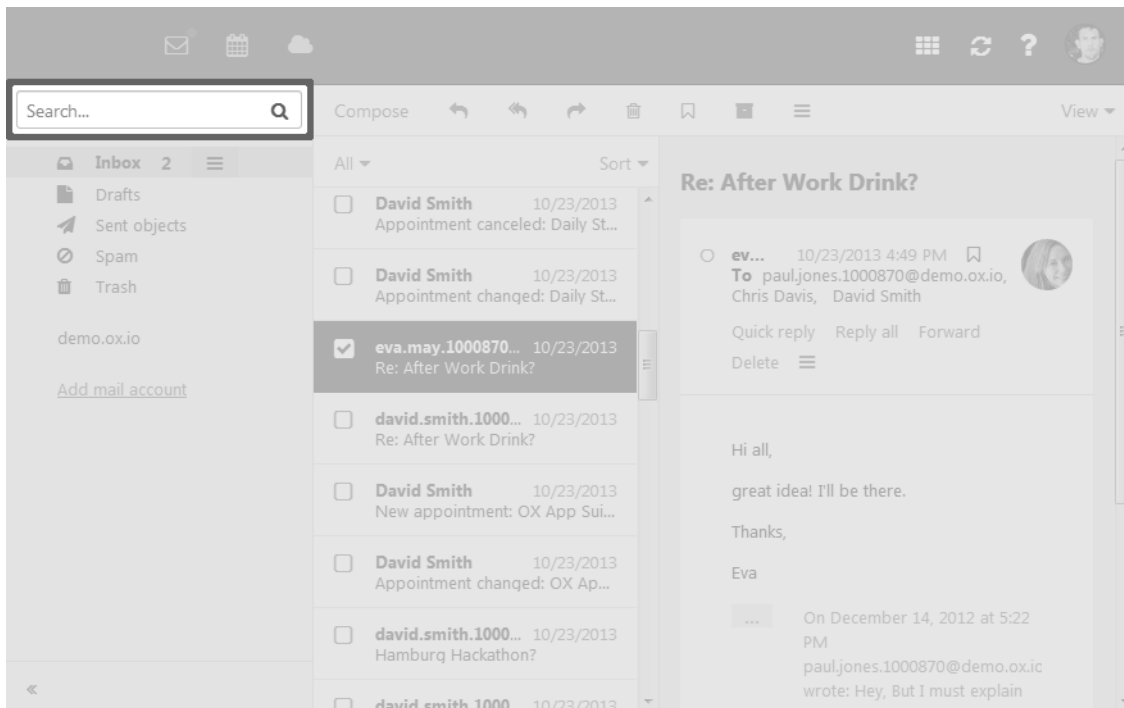 Search...
Compose
View
Inbox 2
Drafts
Sent objects
Spam
Trash
demo.ox.io
Add mail account
«
All
Sort
David Smith 10/23/2013
Appointment canceled: Daily St...
David Smith 10/23/2013
Appointment changed: Daily St...
eva.may.1000870... 10/23/2013
Re: After Work Drink?
david.smith.1000... 10/23/2013
Re: After Work Drink?
David Smith 10/23/2013
New appointment: OX App Sui...
David Smith 10/23/2013
Appointment changed: OX Ap...
david.smith.1000... 10/23/2013
Hamburg Hackathon?
david.smith.1000... 10/23/2013
Re: After Work Drink?
ev... 10/23/2013 4:49 PM
To paul.jones.1000870@demo.ox.io,
Chris Davis, David Smith
Quick reply Reply all Forward
Delete
Hi all,
great idea! I'll be there.
Thanks,
Eva
... On December 14, 2012 at 5:22
PM
paul.jones.1000870@demo.ox.ic
wrote: Hey, But I must explain